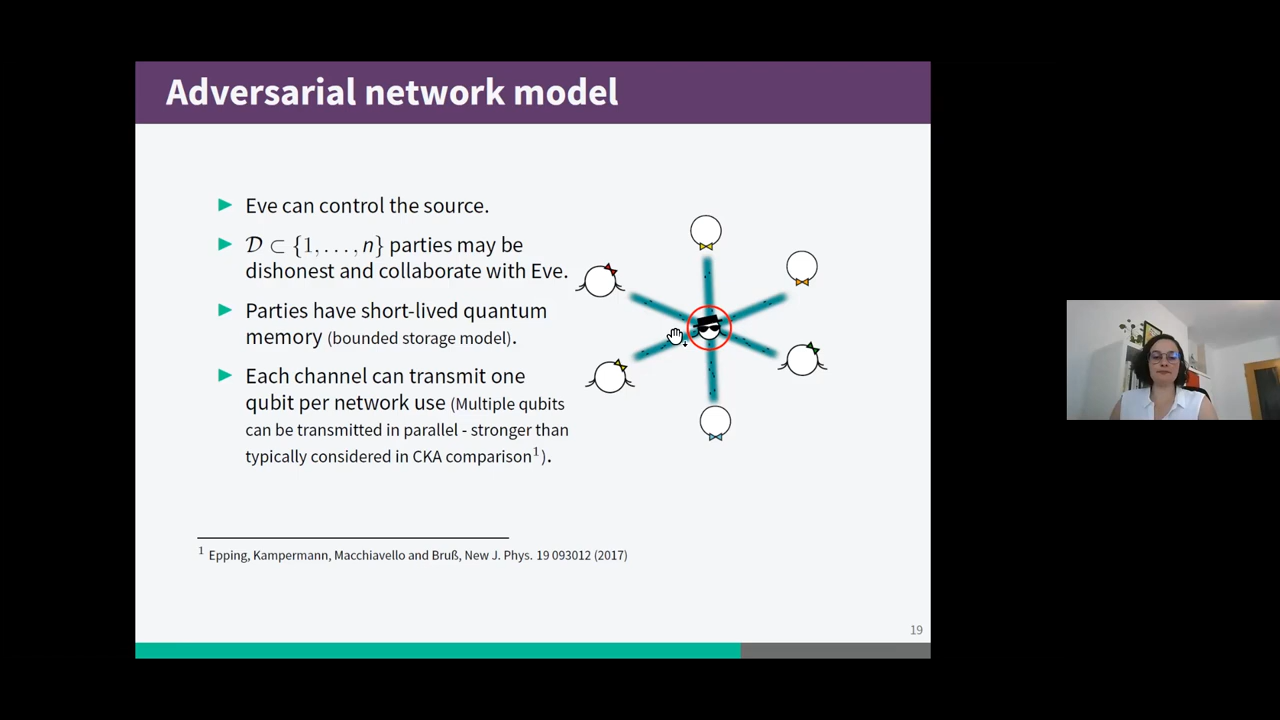 Adversarial network model
▶ Eve can control the source.
▶ 𝒟 ⊂ {1, . . . , n} parties may be
dishonest and collaborate with Eve.
▶ Parties have short-lived quantum
memory (bounded storage model).
▶ Each channel can transmit one
qubit per network use (Multiple qubits
can be transmitted in parallel - stronger than
typically considered in CKA comparison¹).
¹ Epping, Kampermann, Macchiavello and Bruß, New J. Phys. 19 093012 (2017)
19